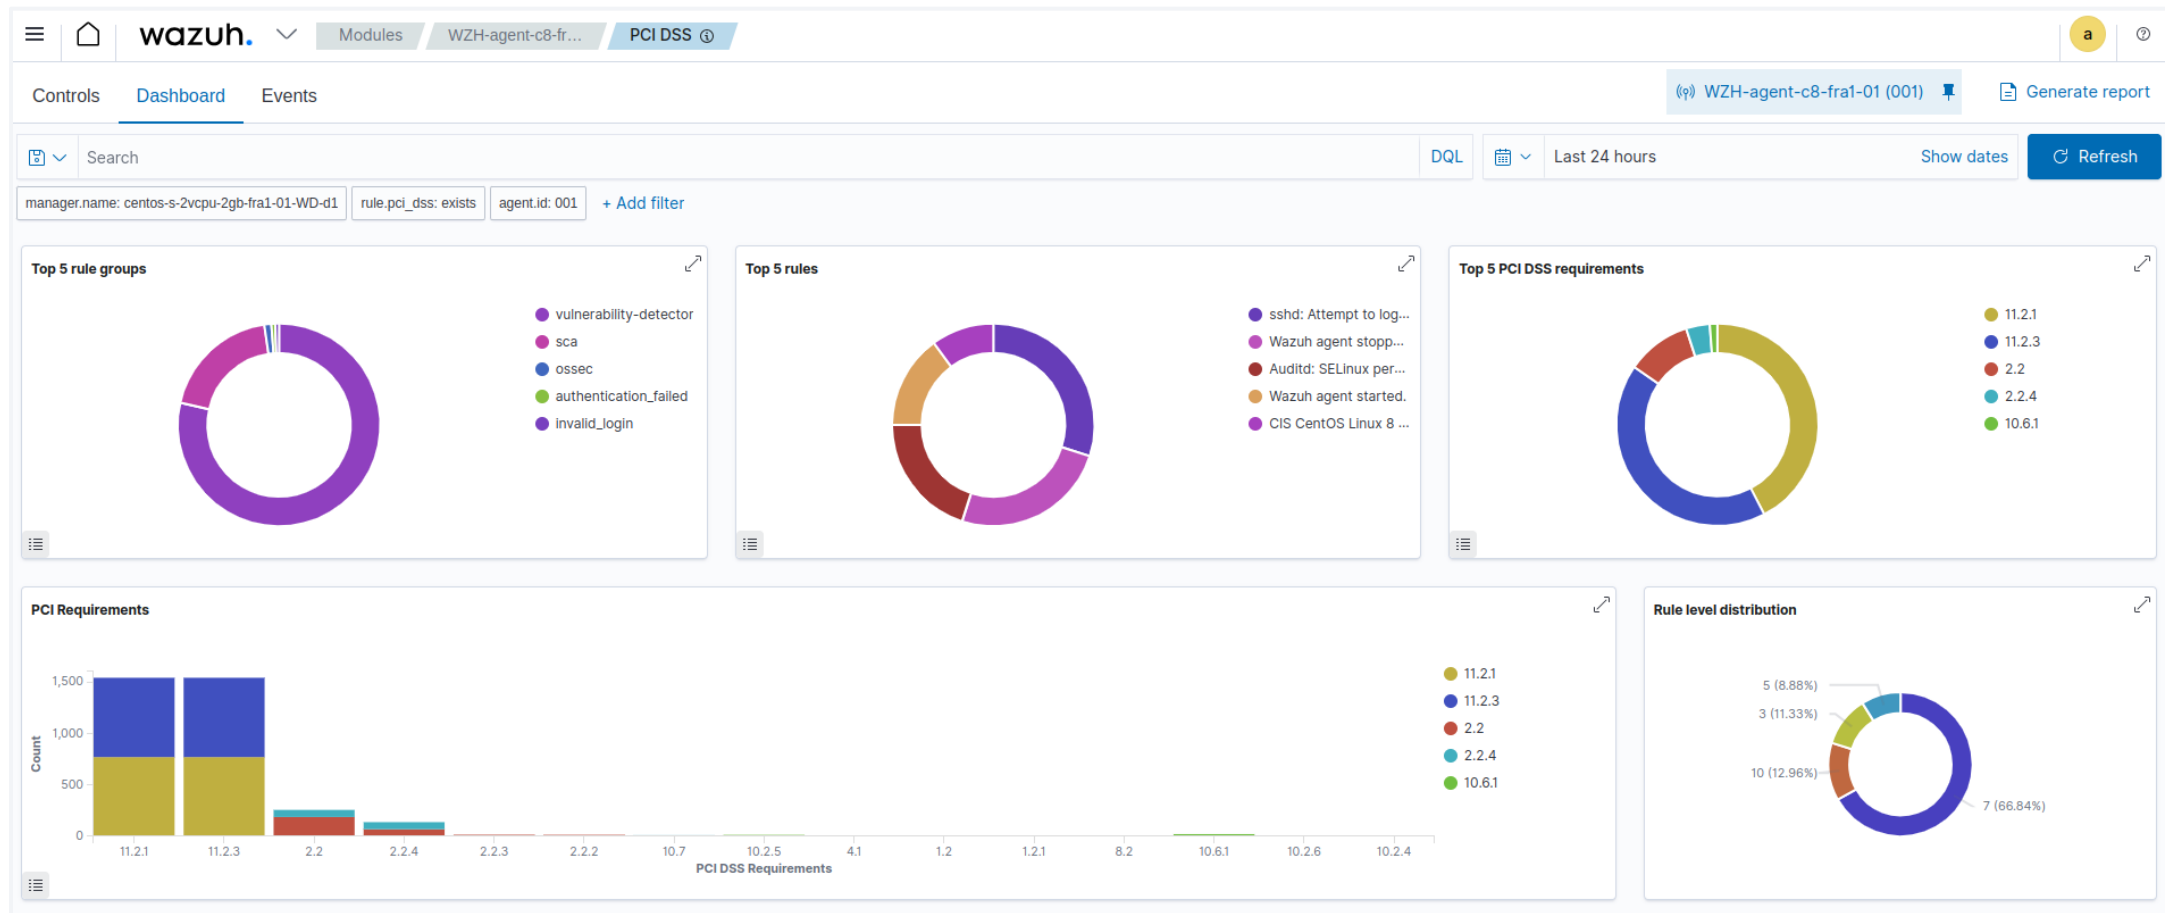 wazuh.
Modules
WZH-agent-c8-fr...
PCI DSS
a
Controls
Dashboard
Events
WZH-agent-c8-fra1-01 (001)
Generate report
Search
DQL
Last 24 hours
Show dates
Refresh
manager.name: centos-s-2vcpu-2gb-fra1-01-WD-d1
rule.pci_dss: exists
agent.id: 001
+ Add filter
Top 5 rule groups
vulnerability-detector
sca
ossec
authentication_failed
invalid_login
Top 5 rules
sshd: Attempt to log...
Wazuh agent stopp...
Auditd: SELinux per...
Wazuh agent started.
CIS CentOS Linux 8 ...
Top 5 PCI DSS requirements
11.2.1
11.2.3
2.2
2.2.4
10.6.1
PCI Requirements
Count
1,500
1,000
500
0
11.2.1 11.2.3 2.2 2.2.4 2.2.3 2.2.2 10.7 10.2.5 4.1 1.2 1.2.1 8.2 10.6.1 10.2.6 10.2.4
PCI DSS Requirements
11.2.1
11.2.3
2.2
2.2.4
10.6.1
Rule level distribution
5 (8.88%)
3 (11.33%)
10 (12.96%)
7 (66.84%)